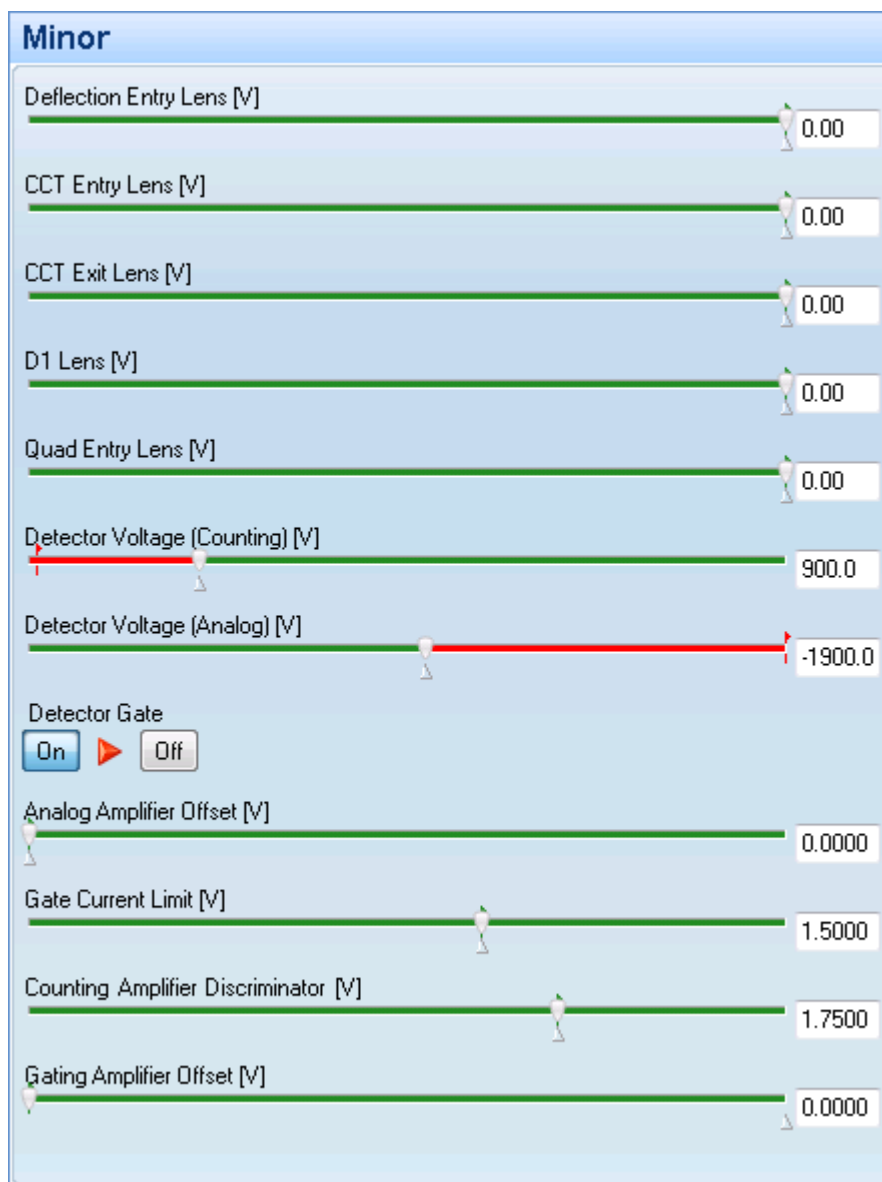 Minor
Deflection Entry Lens [V]
0.00
CCT Entry Lens [V]
0.00
CCT Exit Lens [V]
0.00
D1 Lens [V]
0.00
Quad Entry Lens [V]
0.00
Detector Voltage (Counting) [V]
900.0
Detector Voltage (Analog) [V]
-1900.0
Detector Gate
On Off
Analog Amplifier Offset [V]
0.0000
Gate Current Limit [V]
1.5000
Counting Amplifier Discriminator [V]
1.7500
Gating Amplifier Offset [V]
0.0000